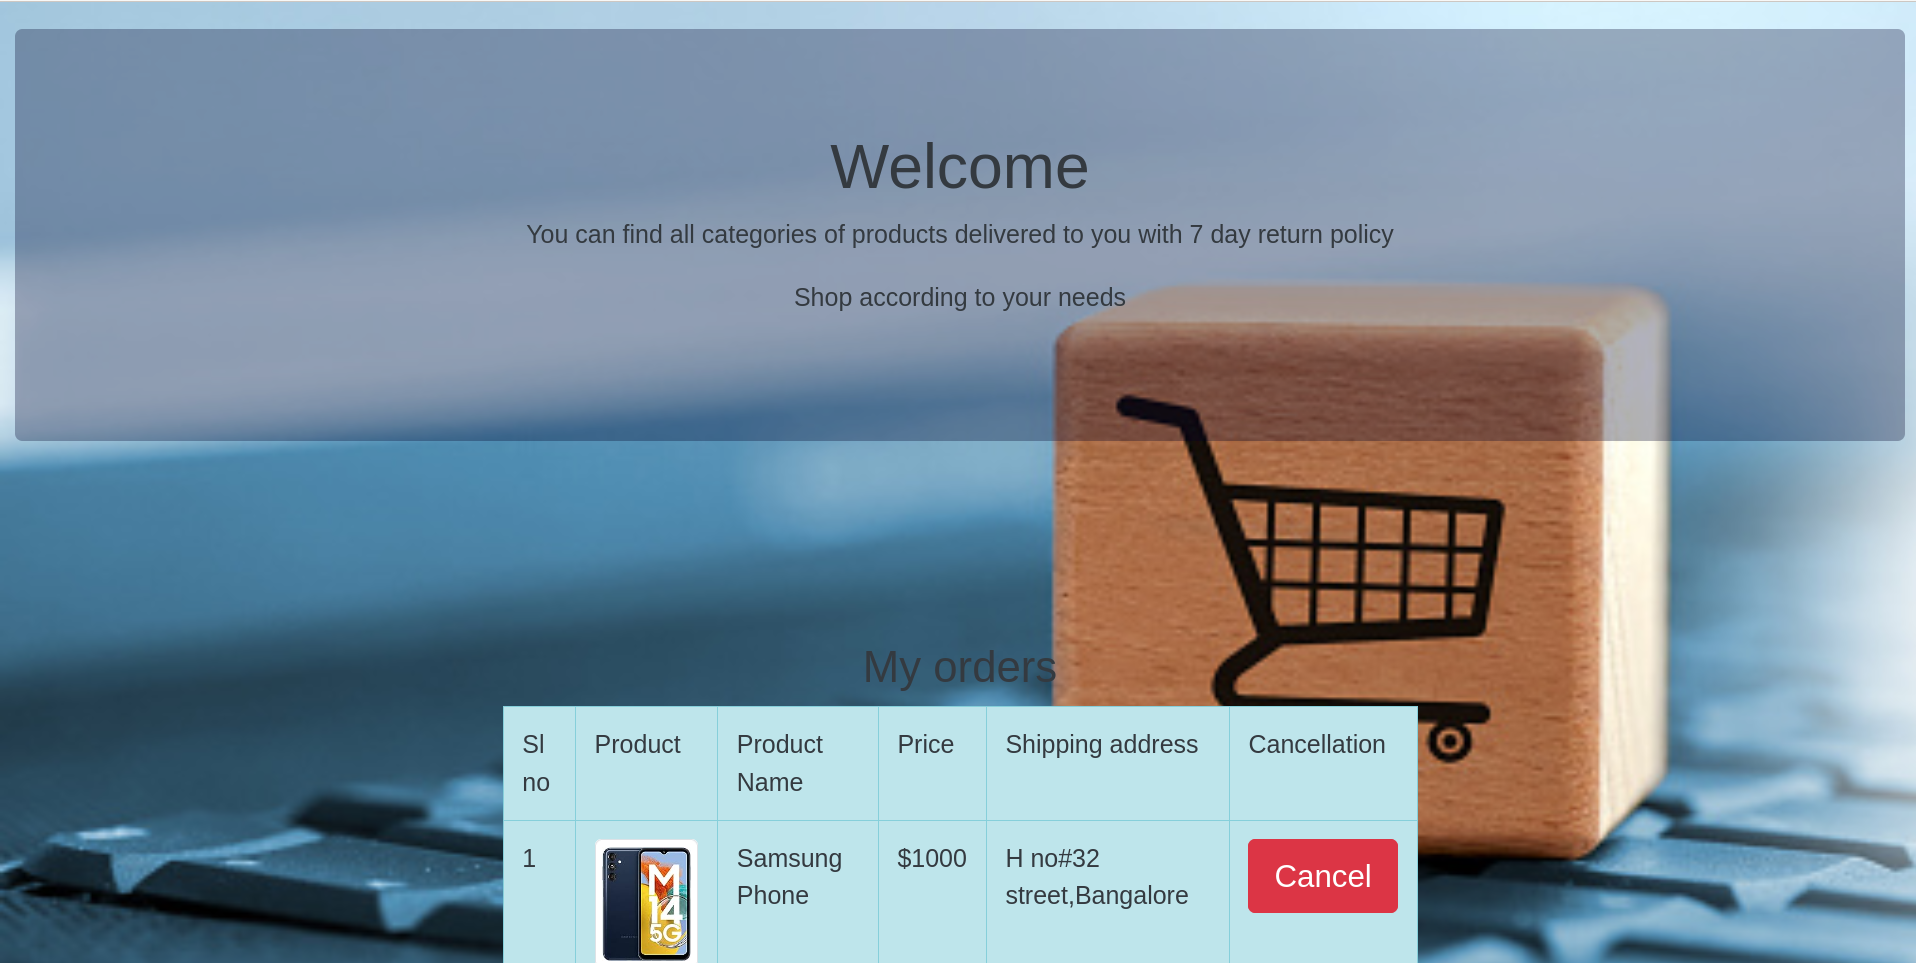 Welcome
You can find all categories of products delivered to you with 7 day return policy
Shop according to your needs
My orders
Sl no
Product
Product Name
Price
Shipping address
Cancellation
1
M
14
5G
Samsung Phone
$1000
H no#32
street,Bangalore
Cancel